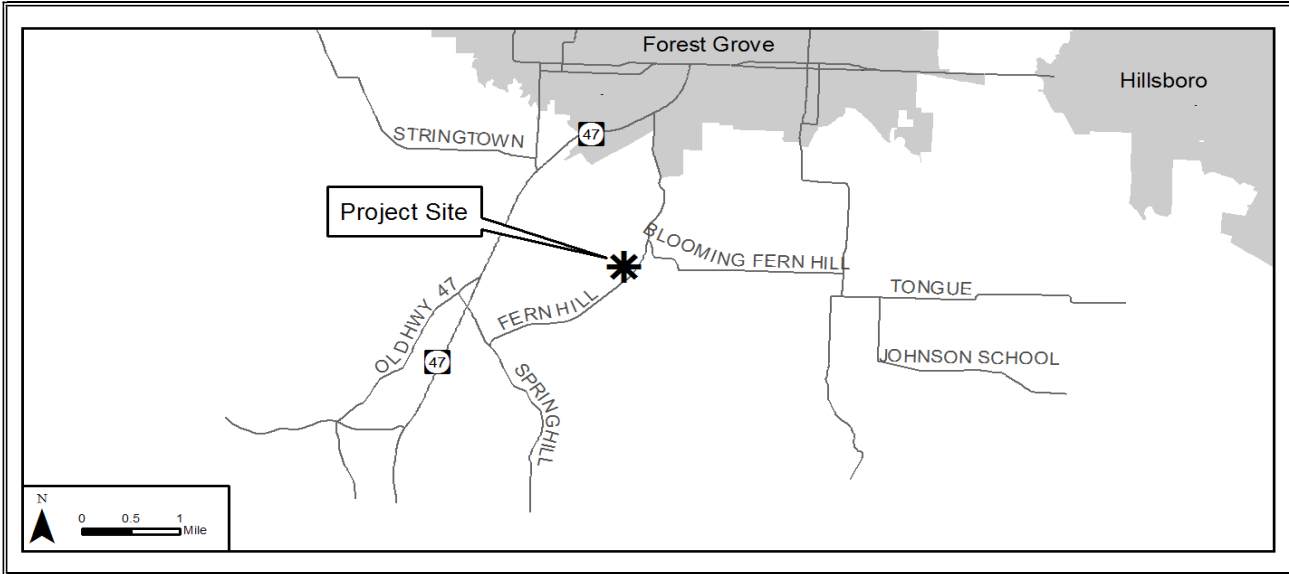 Forest Grove
Hillsboro
STRINGTOWN
47
Project Site
BLOOMING FERN HILL
TONGUE
OLD HWY 47
FERN HILL
47
JOHNSON SCHOOL
SPRINGHILL
N
0 0.5 1
Mile